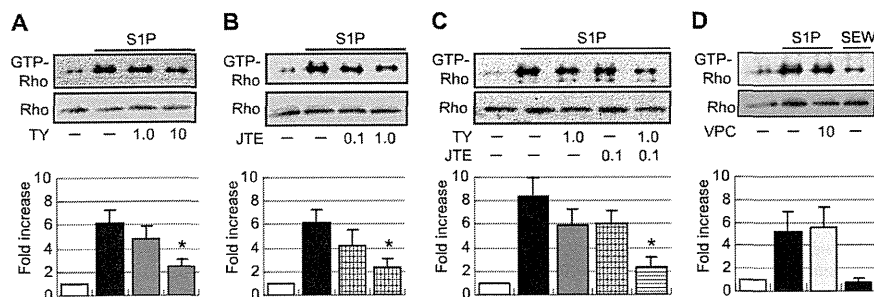 A
S1P
GTP-
Rho
Rho
TY − − 1.0 10
Fold increase
10
8
6
4
2
0
*
B
S1P
GTP-
Rho
Rho
JTE − − 0.1 1.0
Fold increase
10
8
6
4
2
0
*
C
S1P
GTP-
Rho
Rho
TY − − 1.0 − 1.0
JTE − − − 0.1 0.1
Fold increase
10
8
6
4
2
0
*
D
S1P SEW
GTP-
Rho
Rho
VPC − − 10 −
Fold increase
10
8
6
4
2
0